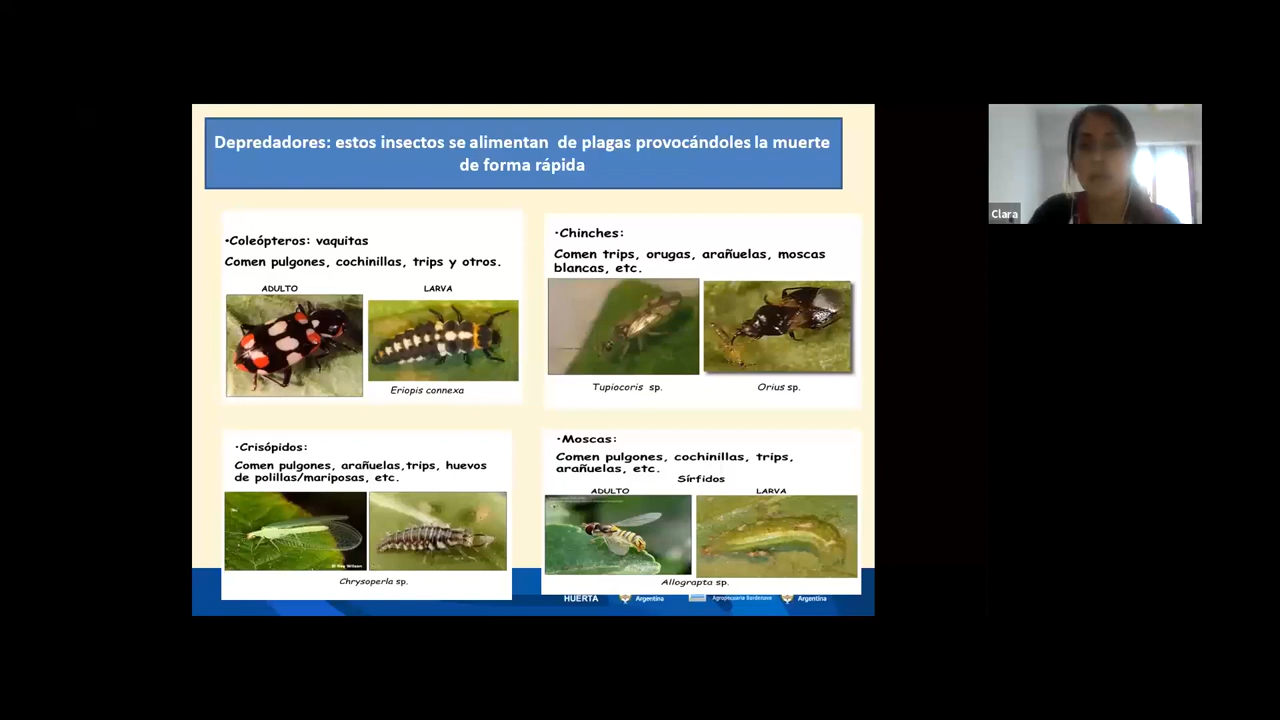 Depredadores: estos insectos se alimentan de plagas provocándoles la muerte
de forma rápida
Clara
•Coleópteros: vaquitas
Comen pulgones, cochinillas, trips y otros.
ADULTO
LARVA
Eriopis connexa
•Chinches:
Comen trips, orugas, arañuelas, moscas
blancas, etc.
Tupiocoris sp.
Orius sp.
•Crisópidos:
Comen pulgones, arañuelas,trips, huevos
de polillas/mariposas, etc.
Chrysoperla sp.
•Moscas:
Comen pulgones, cochinillas, trips,
arañuelas, etc.
Sírfidos
ADULTO
LARVA
Allograpta sp.
HUERTA
Argentina
Agropecuaria Bordenave
Argentina